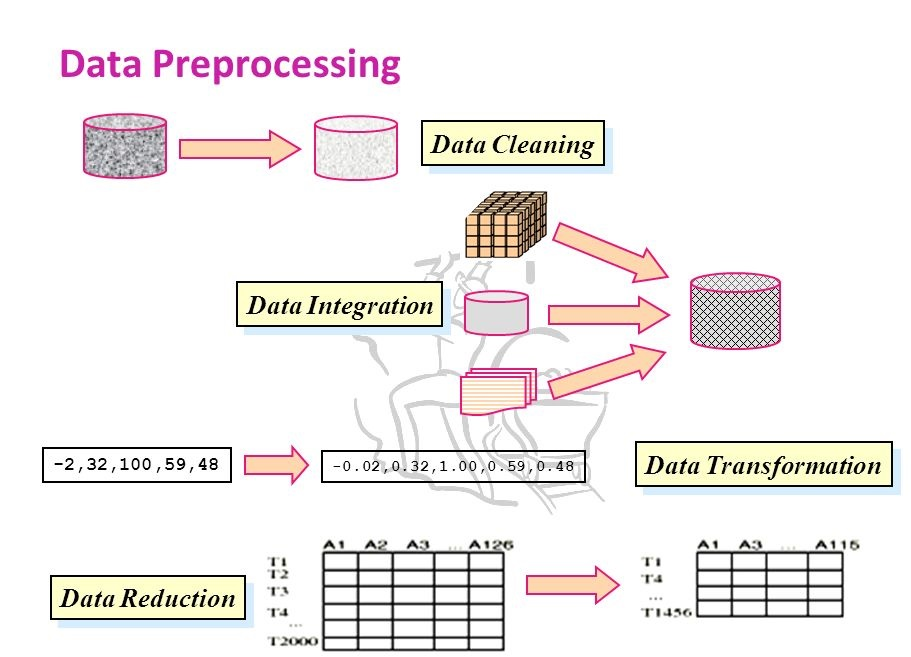 Data Preprocessing
Data Cleaning
Data Integration
-2,32,100,59,48
-0.02,0.32,1.00,0.59,0.48
Data Transformation
A1 A2 A3 ... A126
T1
T2
T3
T4
...
T2000
A1 A3 ... A115
T1
T4
...
T1456
Data Reduction